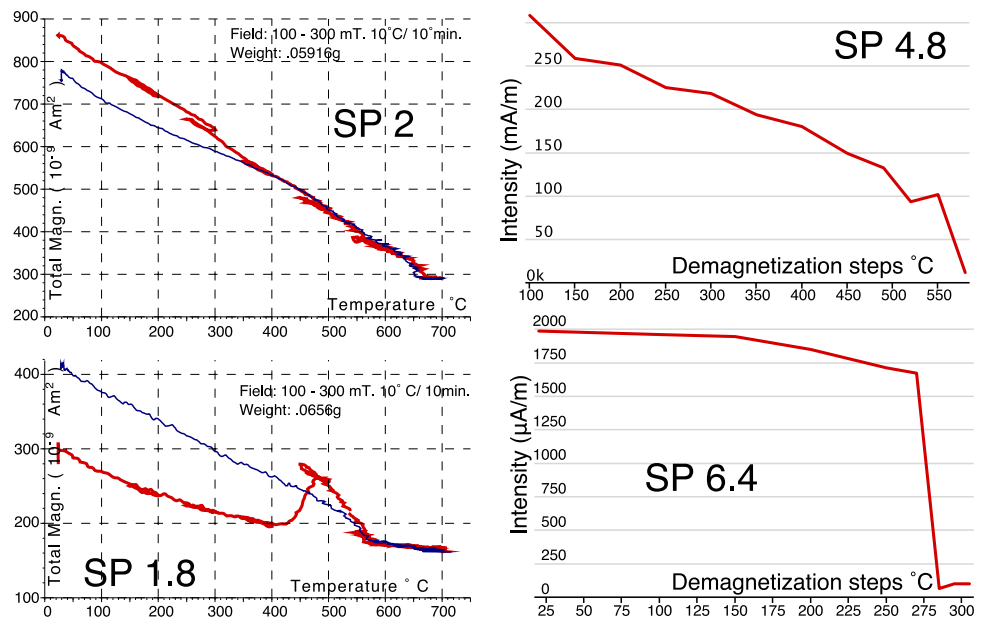 900
800
700
600
500
400
300
200
Total Magn. ( 10⁻⁹ Am²)
Field: 100 - 300 mT. 10˚C/ 10˚min.
Weight: .05916g
SP 2
Temperature ˚C
0 100 200 300 400 500 600 700
SP 4.8
250
200
150
100
50
0k
Intensity (mA/m)
Demagnetization steps ˚C
100 150 200 250 300 350 400 450 500 550
400
300
200
100
Total Magn. ( 10⁻⁹ Am²)
Field: 100 - 300 mT. 10˚ C/ 10min.
Weight: .0656g
SP 1.8
Temperature ˚ C
0 100 200 300 400 500 600 700
2000
1750
1500
1250
1000
750
500
250
0
Intensity (µA/m)
SP 6.4
Demagnetization steps ˚C
25 50 75 100 125 150 175 200 225 250 275 300